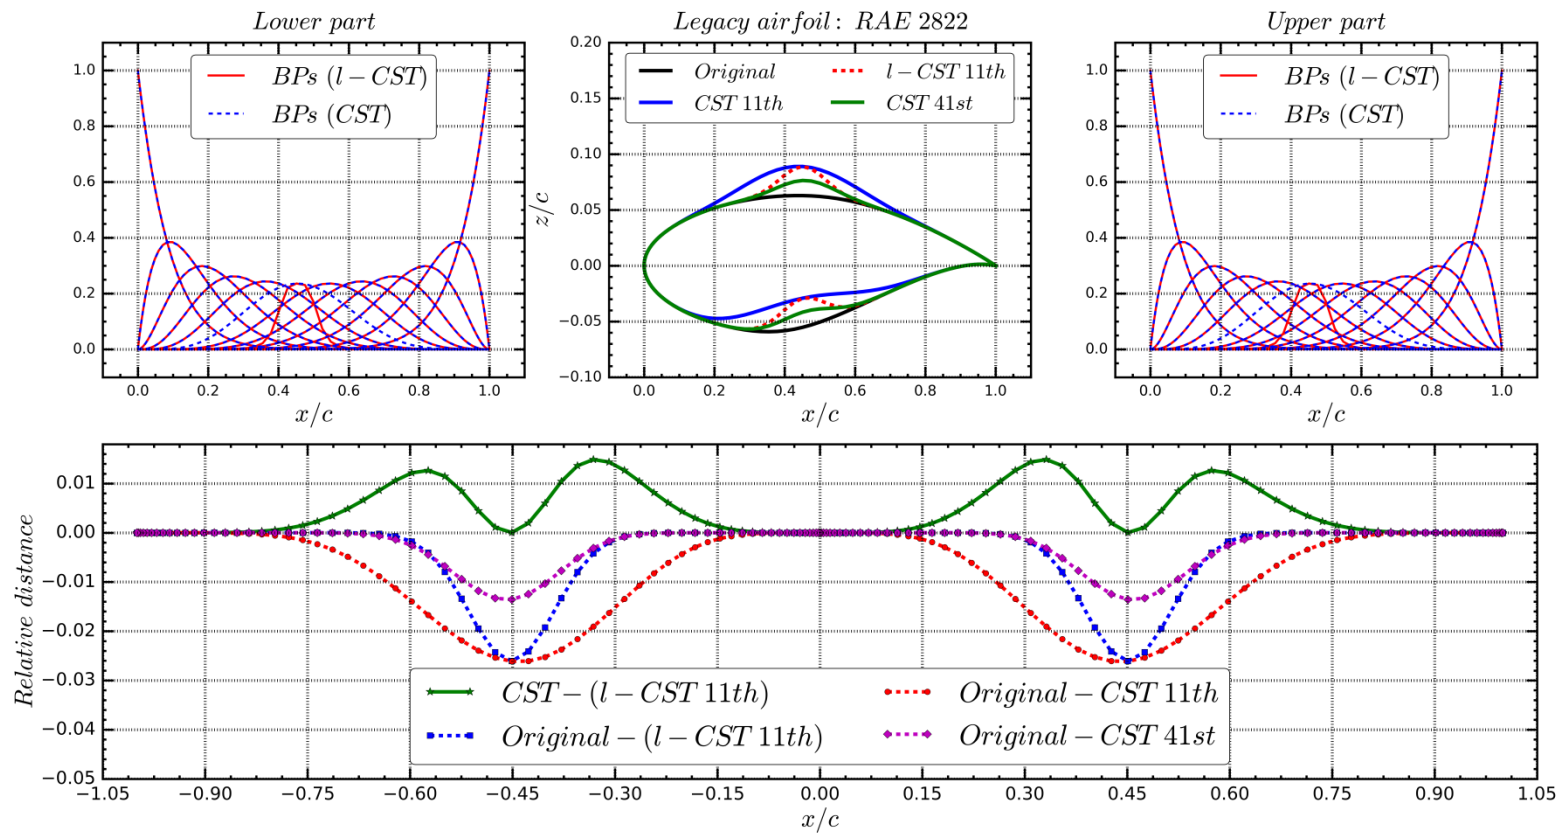 Lower part
BPs (l − CST)
BPs (CST)
1.0
0.8
0.6
0.4
0.2
0.0
0.0 0.2 0.4 0.6 0.8 1.0
x/c
Legacy airfoil: RAE 2822
Original
CST 11th
l − CST 11th
CST 41st
0.20
0.15
0.10
0.05
0.00
−0.05
−0.10
z/c
0.0 0.2 0.4 0.6 0.8 1.0
x/c
Upper part
BPs (l − CST)
BPs (CST)
1.0
0.8
0.6
0.4
0.2
0.0
0.0 0.2 0.4 0.6 0.8 1.0
x/c
Relative distance
0.01
0.00
−0.01
−0.02
−0.03
−0.04
−0.05
CST − (l − CST 11th)
Original − (l − CST 11th)
Original − CST 11th
Original − CST 41st
−1.05 −0.90 −0.75 −0.60 −0.45 −0.30 −0.15 0.00 0.15 0.30 0.45 0.60 0.75 0.90 1.05
x/c